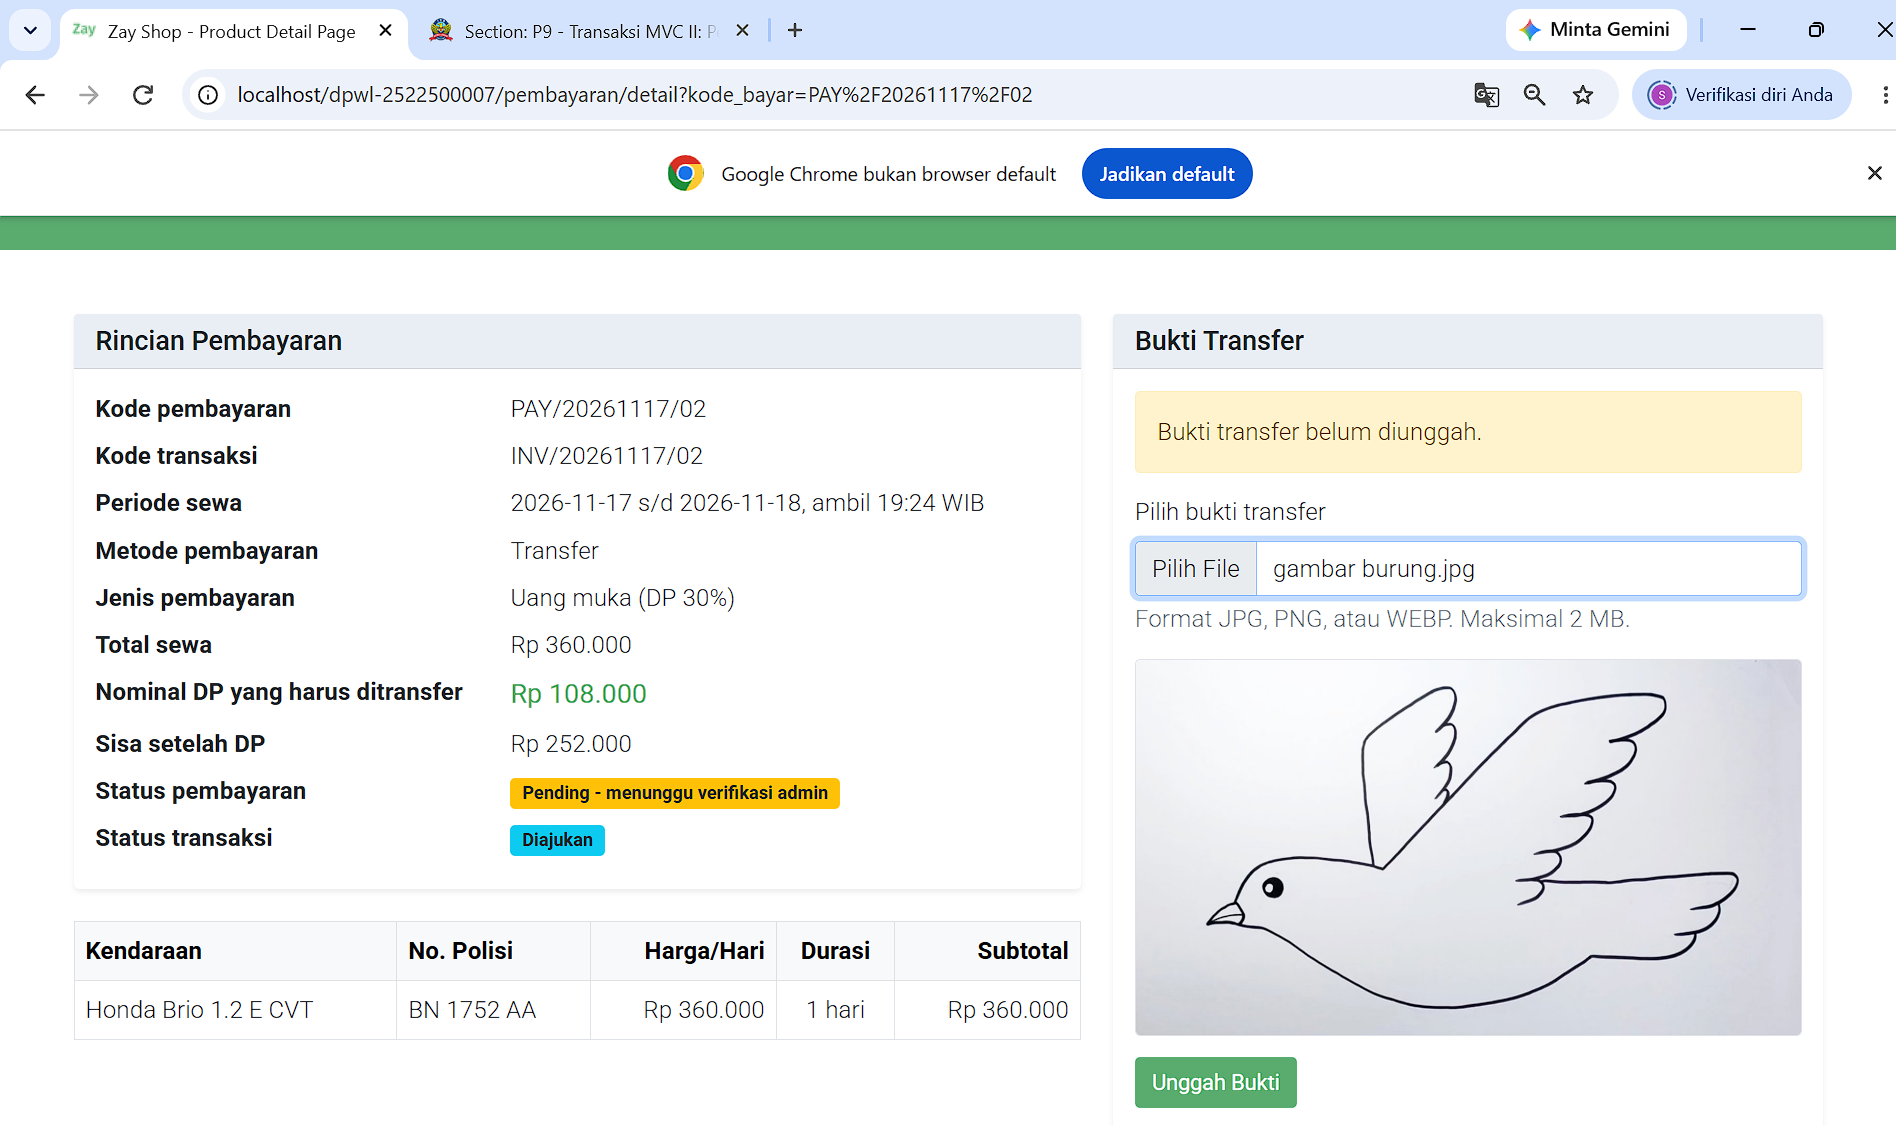 Zay Zay Shop - Product Detail Page
Section: P9 - Transaksi MVC II: P
Minta Gemini
localhost/dpwl-2522500007/pembayaran/detail?kode_bayar=PAY%2F20261117%2F02
S Verifikasi diri Anda
Google Chrome bukan browser default
Jadikan default
Rincian Pembayaran
Kode pembayaran PAY/20261117/02
Kode transaksi INV/20261117/02
Periode sewa 2026-11-17 s/d 2026-11-18, ambil 19:24 WIB
Metode pembayaran Transfer
Jenis pembayaran Uang muka (DP 30%)
Total sewa Rp 360.000
Nominal DP yang harus ditransfer Rp 108.000
Sisa setelah DP Rp 252.000
Status pembayaran Pending - menunggu verifikasi admin
Status transaksi Diajukan
Kendaraan No. Polisi Harga/Hari Durasi Subtotal
Honda Brio 1.2 E CVT BN 1752 AA Rp 360.000 1 hari Rp 360.000
Bukti Transfer
Bukti transfer belum diunggah.
Pilih bukti transfer
Pilih File gambar burung.jpg
Format JPG, PNG, atau WEBP. Maksimal 2 MB.
Unggah Bukti